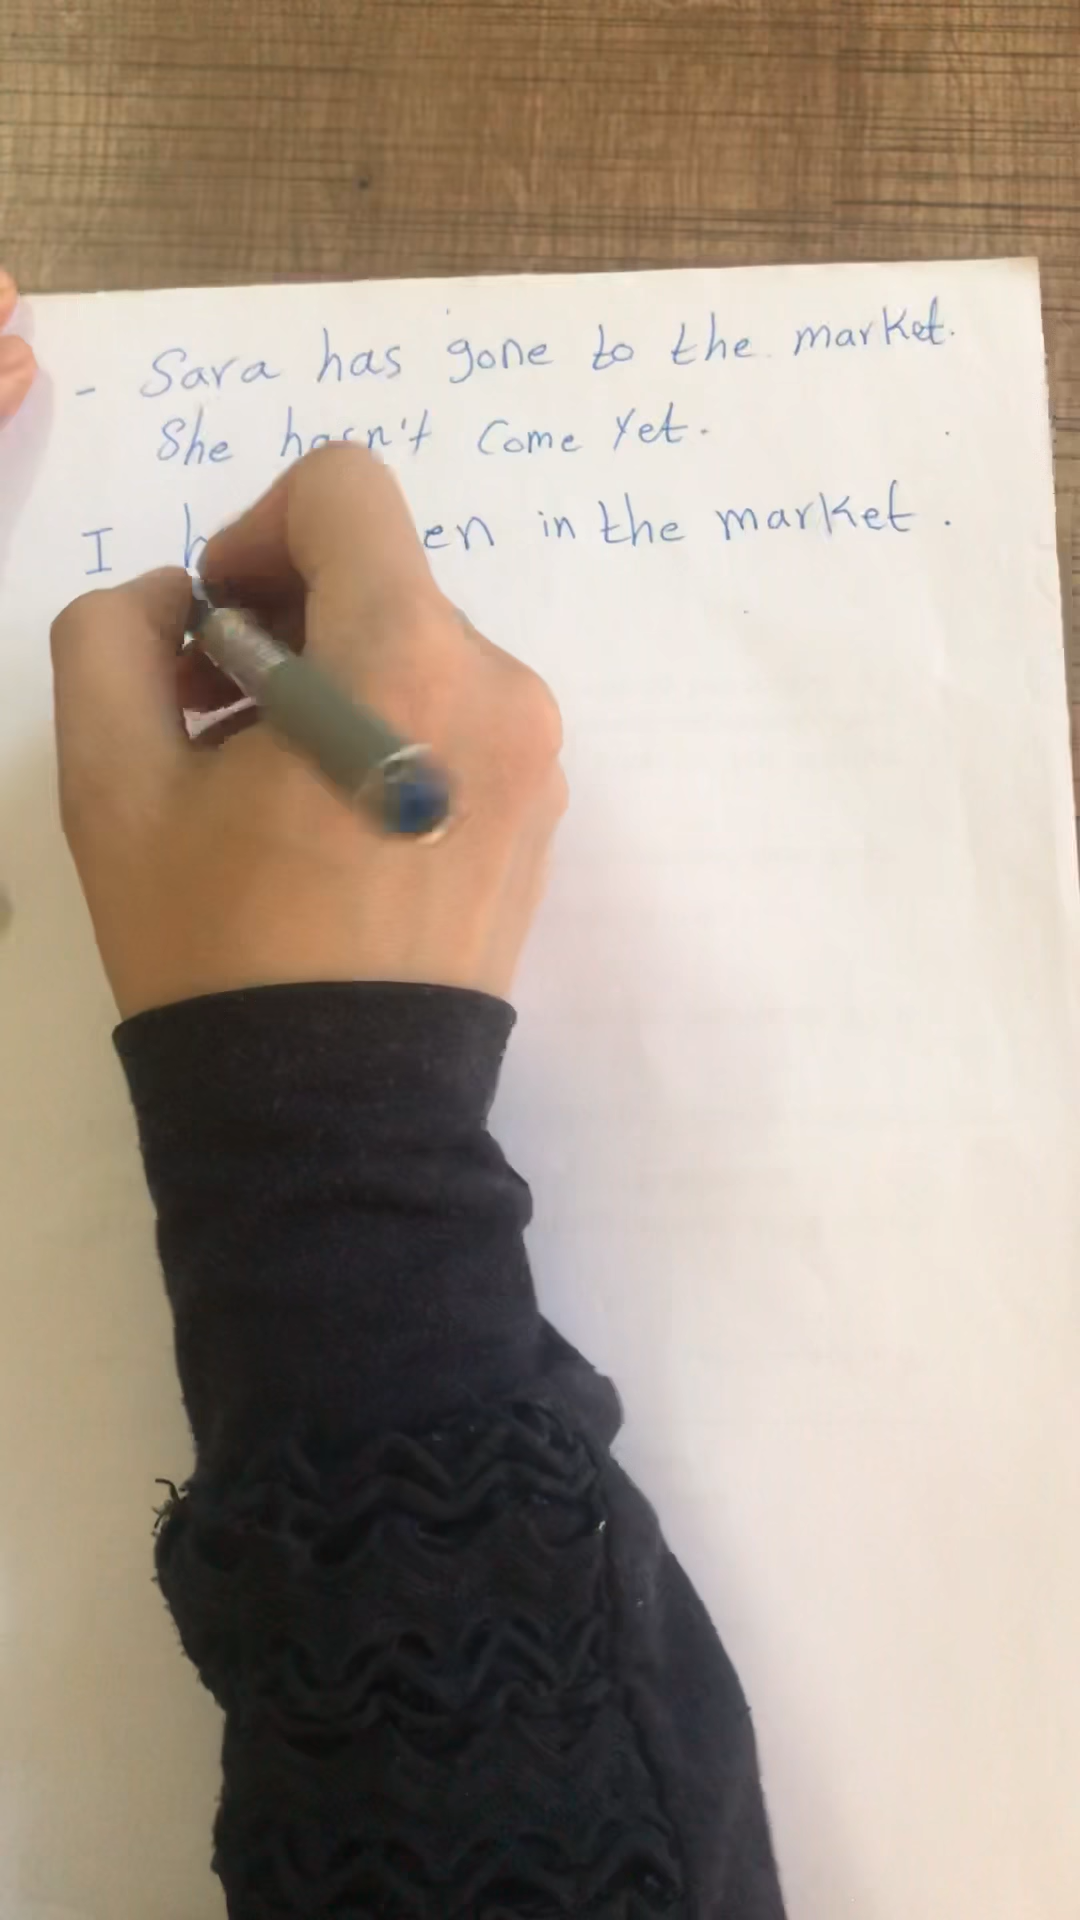 - Sara has gone to the market.
She hasn't come yet.
I in the market.